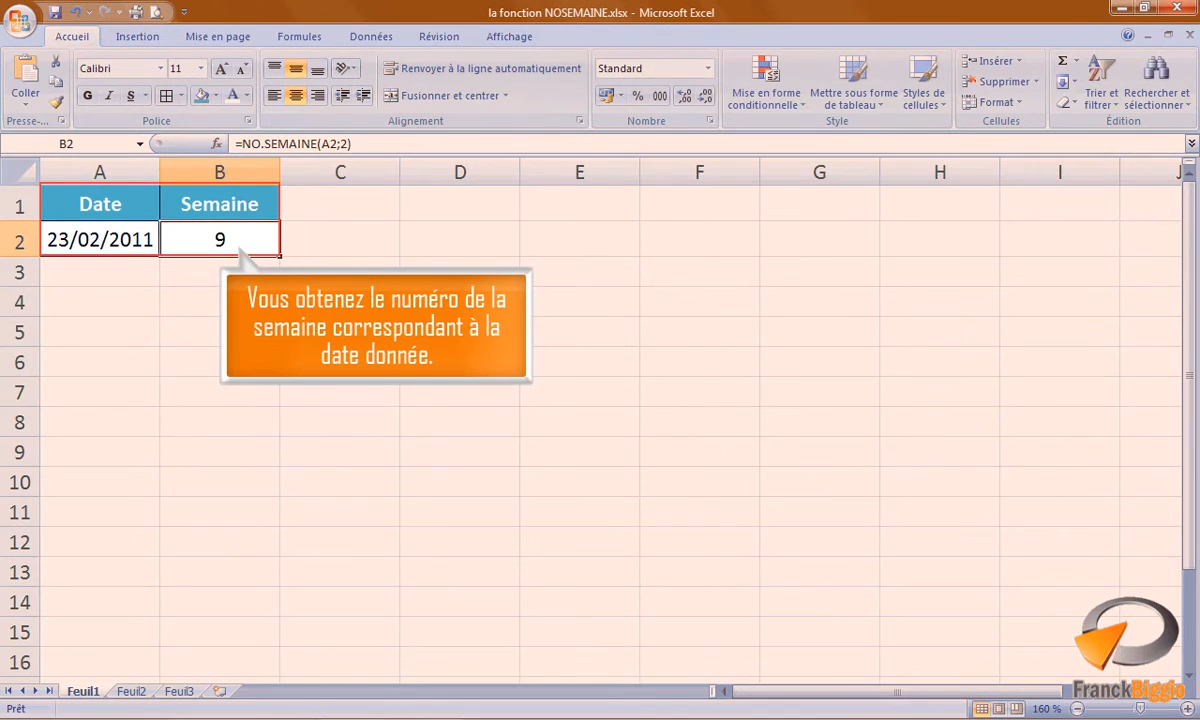 la fonction NOSEMAINE.xlsx - Microsoft Excel
Accueil Insertion Mise en page Formules Données Révision Affichage
Coller
Calibri 11 A A
G I S A
Renvoyer à la ligne automatiquement
Fusionner et centrer
Standard
% 000 ,00 ,0
Mise en forme conditionnelle
Mettre sous forme de tableau
Styles de cellules
Insérer
Supprimer
Format
Σ
Trier et filtrer
Rechercher et sélectionner
Presse-... Police Alignement Nombre Style Cellules Édition
B2 fx =NO.SEMAINE(A2;2)
A B C D E F G H I J
1 Date Semaine
2 23/02/2011 9
3
4
5
6
7
8
9
10
11
12
13
14
15
16
Vous obtenez le numéro de la
semaine correspondant à la
date donnée.
FranckBiggio
Feuil1 Feuil2 Feuil3
Prêt 160 %